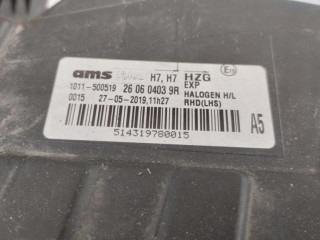 ams H7, H7 HZG
EXP
1011-500519 26 06 0403 9R HALOGEN H/L
0015 27-05-2019,11h27 RHD(LHS)
514319780015 A5